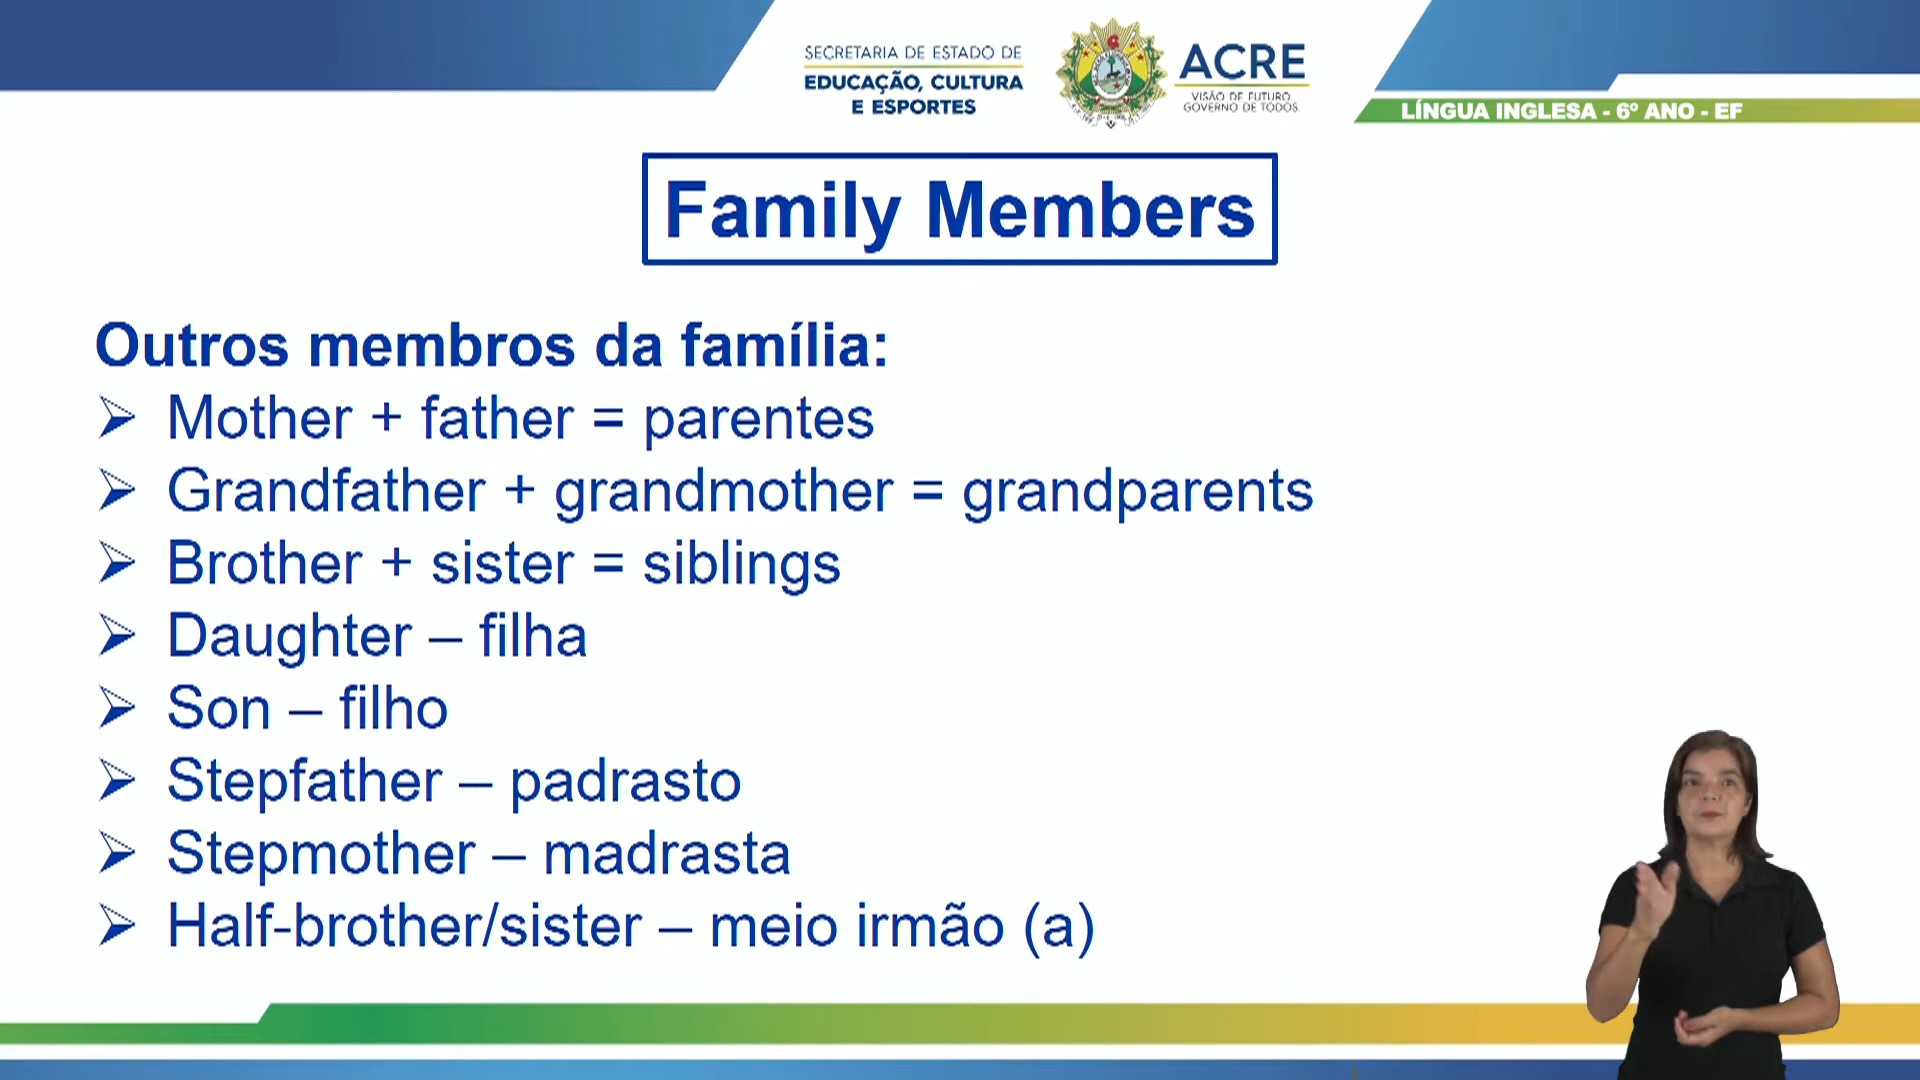 SECRETARIA DE ESTADO DE
EDUCAÇÃO, CULTURA
E ESPORTES
ACRE
VISÃO DE FUTURO
GOVERNO DE TODOS.
LÍNGUA INGLESA - 6º ANO - EF
Family Members
Outros membros da família:
➢ Mother + father = parentes
➢ Grandfather + grandmother = grandparents
➢ Brother + sister = siblings
➢ Daughter – filha
➢ Son – filho
➢ Stepfather – padrasto
➢ Stepmother – madrasta
➢ Half-brother/sister – meio irmão (a)